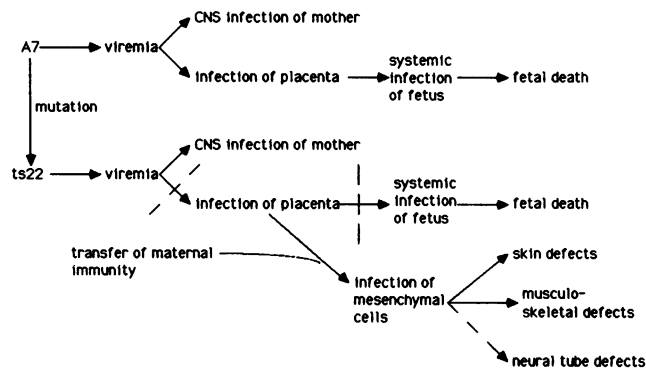 CNS infection of mother
A7
viremia
infection of placenta
systemic
infection
of fetus
fetal death
mutation
CNS infection of mother
ts22
viremia
infection of placenta
systemic
infection
of fetus
fetal death
transfer of maternal
immunity
infection of
mesenchymal
cells
skin defects
musculo-
skeletal defects
neural tube defects